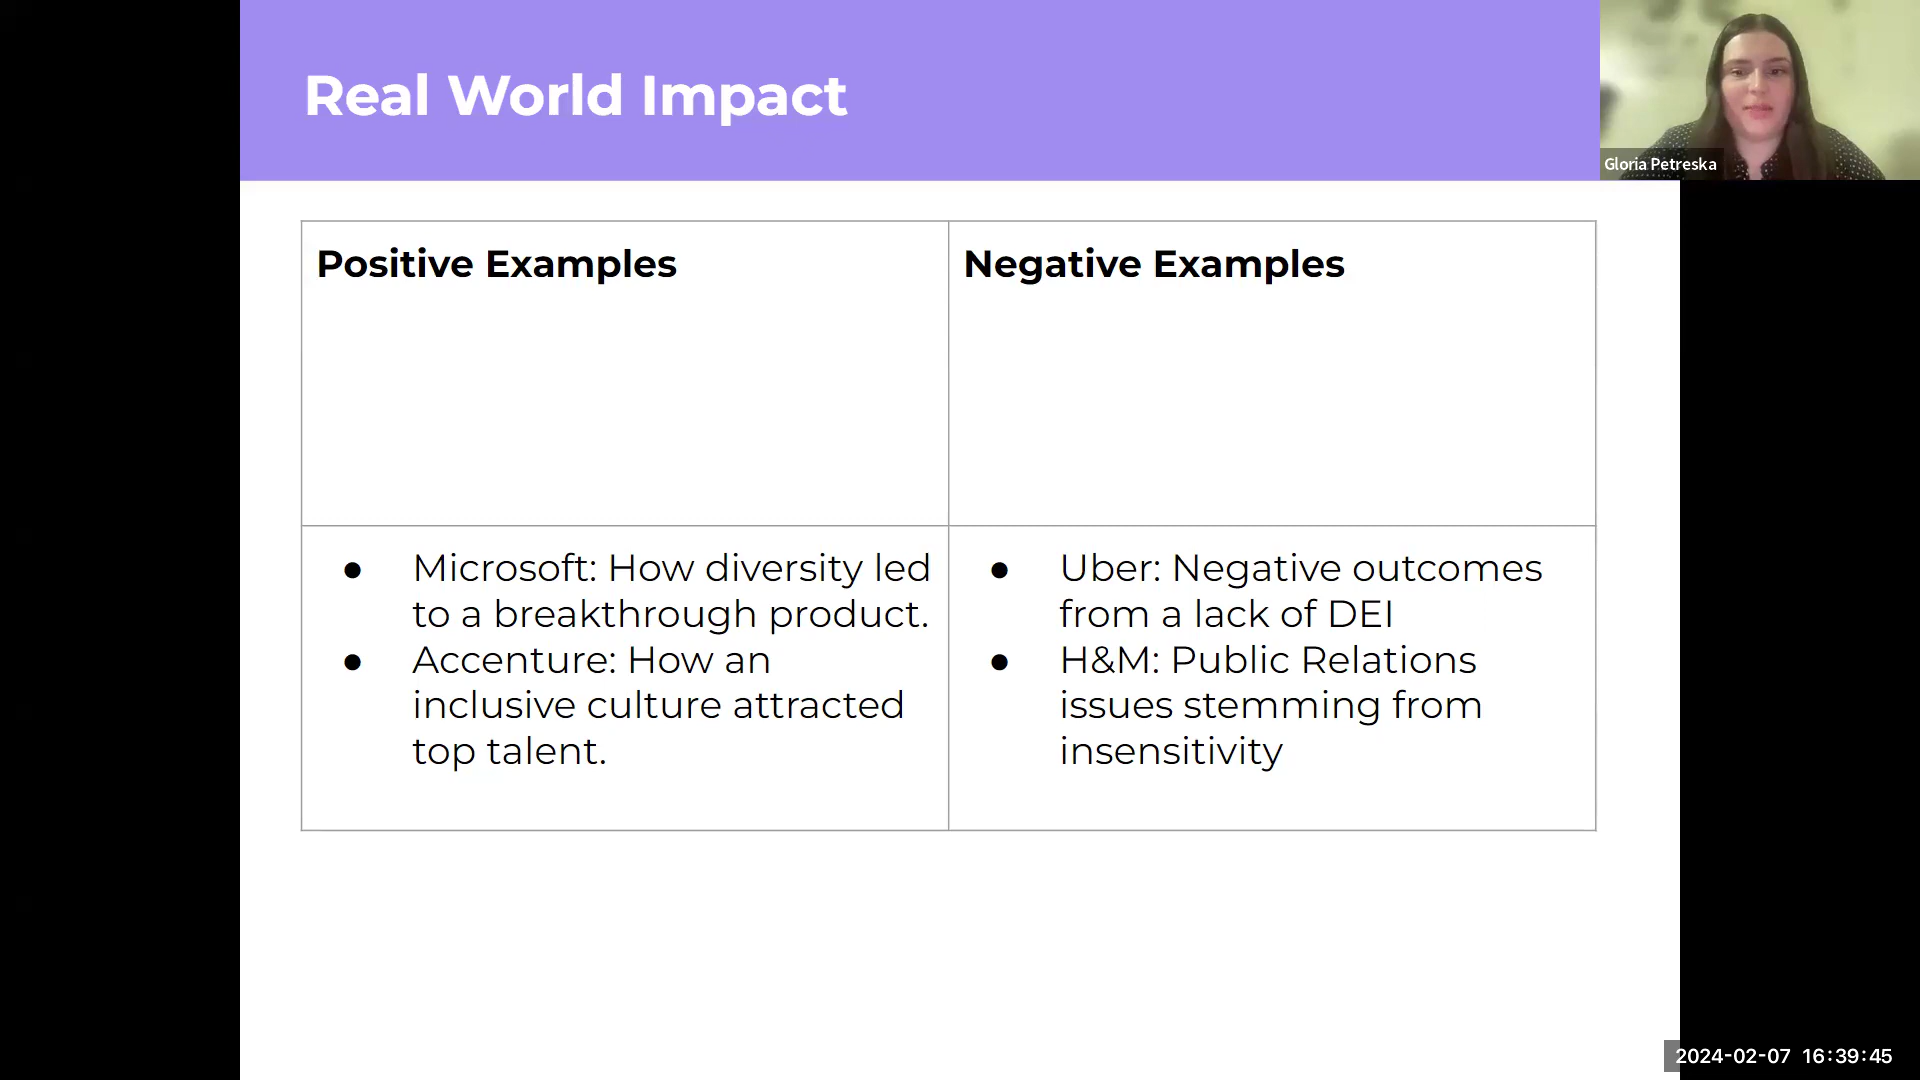 Real World Impact
Gloria Petreska
Positive Examples
Negative Examples
● Microsoft: How diversity led
to a breakthrough product.
● Accenture: How an
inclusive culture attracted
top talent.
● Uber: Negative outcomes
from a lack of DEI
● H&M: Public Relations
issues stemming from
insensitivity
2024-02-07 16:39:45